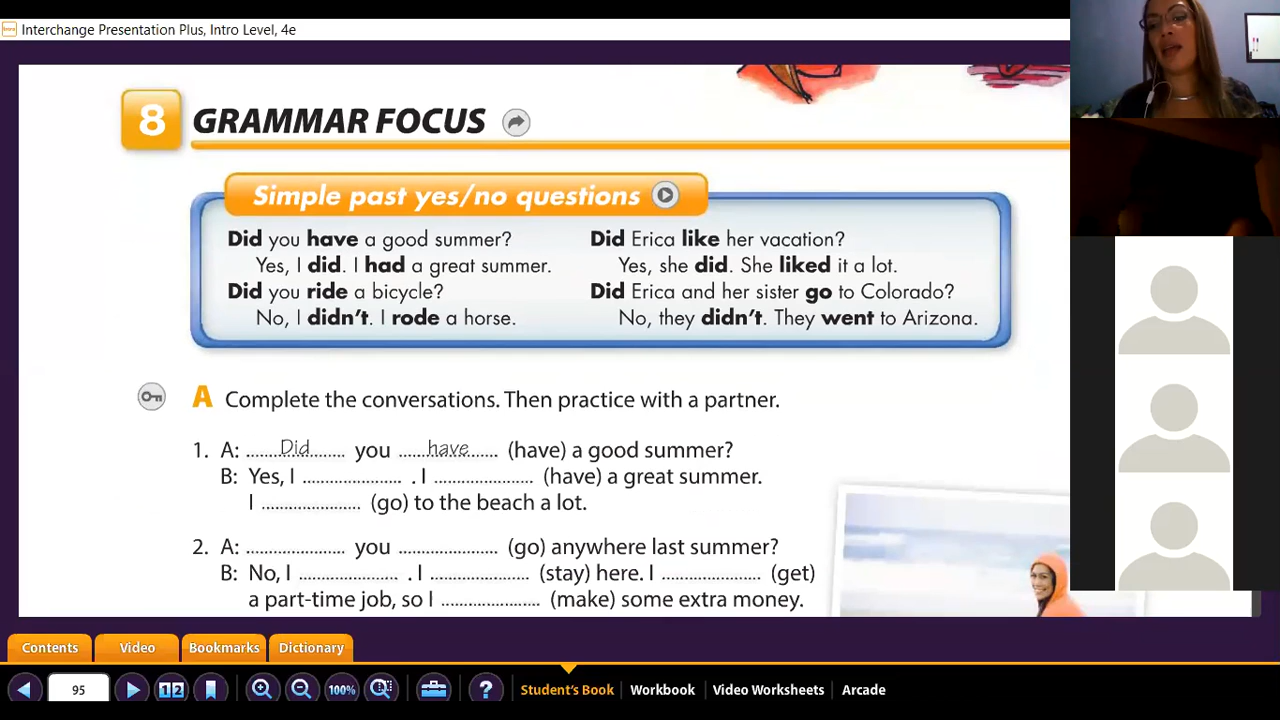 Interchange Presentation Plus, Intro Level, 4e
8 GRAMMAR FOCUS
Simple past yes/no questions
Did you have a good summer?
Yes, I did. I had a great summer.
Did you ride a bicycle?
No, I didn't. I rode a horse.
Did Erica like her vacation?
Yes, she did. She liked it a lot.
Did Erica and her sister go to Colorado?
No, they didn't. They went to Arizona.
A Complete the conversations. Then practice with a partner.
1. A: ........Did........ you ........have........ (have) a good summer?
B: Yes, I .................... . I .................... (have) a great summer.
I .................... (go) to the beach a lot.
2. A: .................... you .................... (go) anywhere last summer?
B: No, I .................... . I .................... (stay) here. I .................... (get)
a part-time job, so I .................... (make) some extra money.
Contents Video Bookmarks Dictionary
95 12 100% ? Student's Book Workbook Video Worksheets Arcade